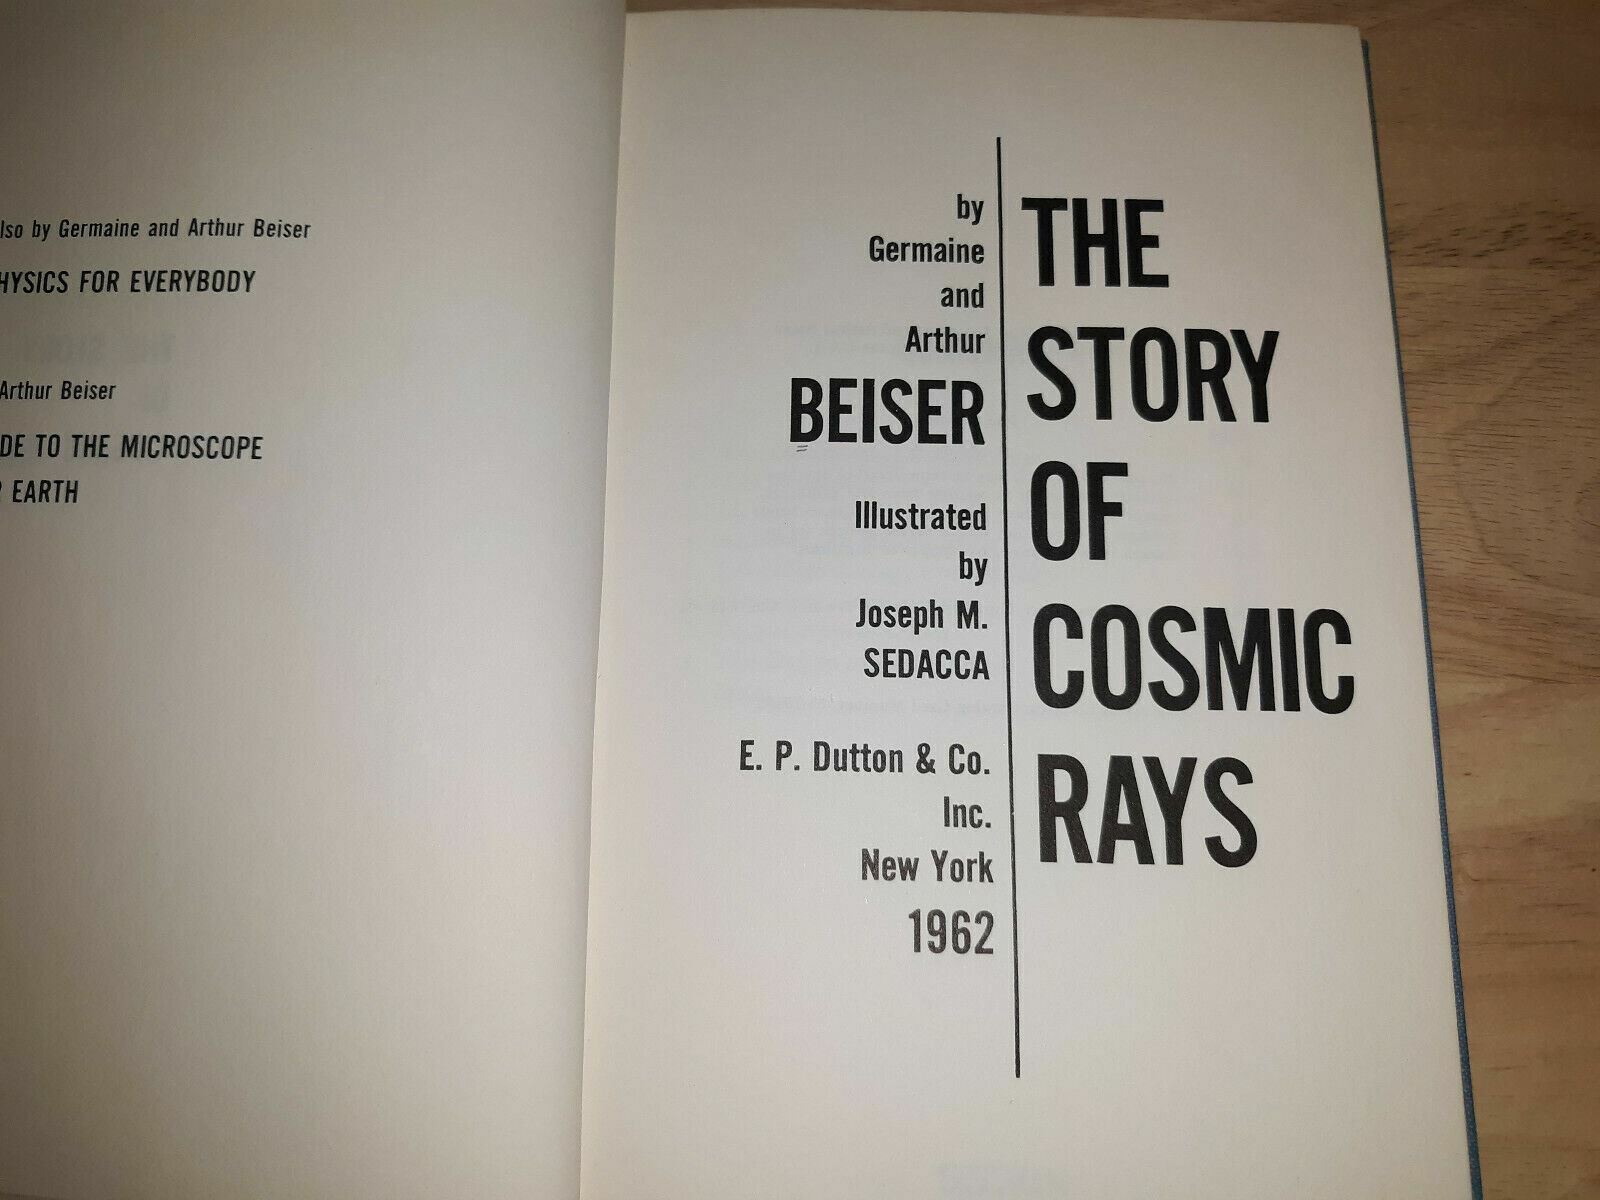 lso by Germaine and Arthur Beiser
HYSICS FOR EVERYBODY
Arthur Beiser
DE TO THE MICROSCOPE
R EARTH
by
Germaine
and
Arthur
BEISER
Illustrated
by
Joseph M.
SEDACCA
E. P. Dutton & Co.
Inc.
New York
1962
THE
STORY
OF
COSMIC
RAYS